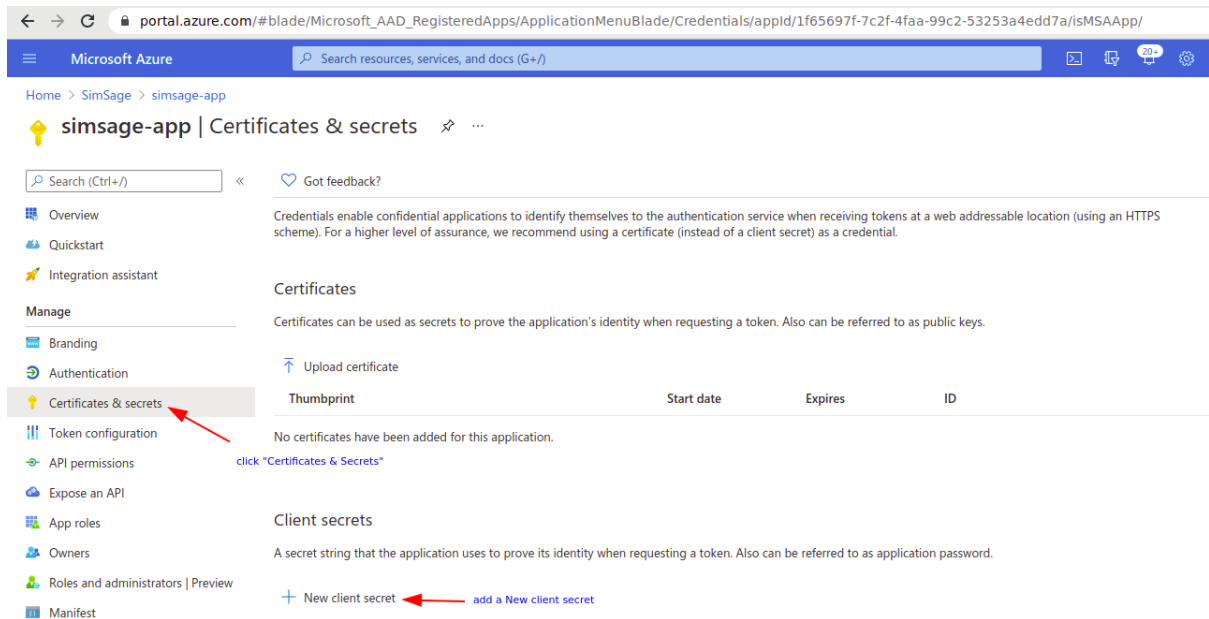 portal.azure.com/#blade/Microsoft_AAD_RegisteredApps/ApplicationMenuBlade/Credentials/appId/1f65697f-7c2f-4faa-99c2-53253a4edd7a/isMSAApp/
Microsoft Azure
Search resources, services, and docs (G+/)
20+
Home > SimSage > simsage-app
simsage-app | Certificates & secrets
Search (Ctrl+/)
Got feedback?
Overview
Quickstart
Integration assistant
Manage
Branding
Authentication
Certificates & secrets
Token configuration
API permissions
Expose an API
App roles
Owners
Roles and administrators | Preview
Manifest
Credentials enable confidential applications to identify themselves to the authentication service when receiving tokens at a web addressable location (using an HTTPS
scheme). For a higher level of assurance, we recommend using a certificate (instead of a client secret) as a credential.
Certificates
Certificates can be used as secrets to prove the application's identity when requesting a token. Also can be referred to as public keys.
Upload certificate
Thumbprint Start date Expires ID
No certificates have been added for this application.
click "Certificates & Secrets"
Client secrets
A secret string that the application uses to prove its identity when requesting a token. Also can be referred to as application password.
New client secret
add a New client secret